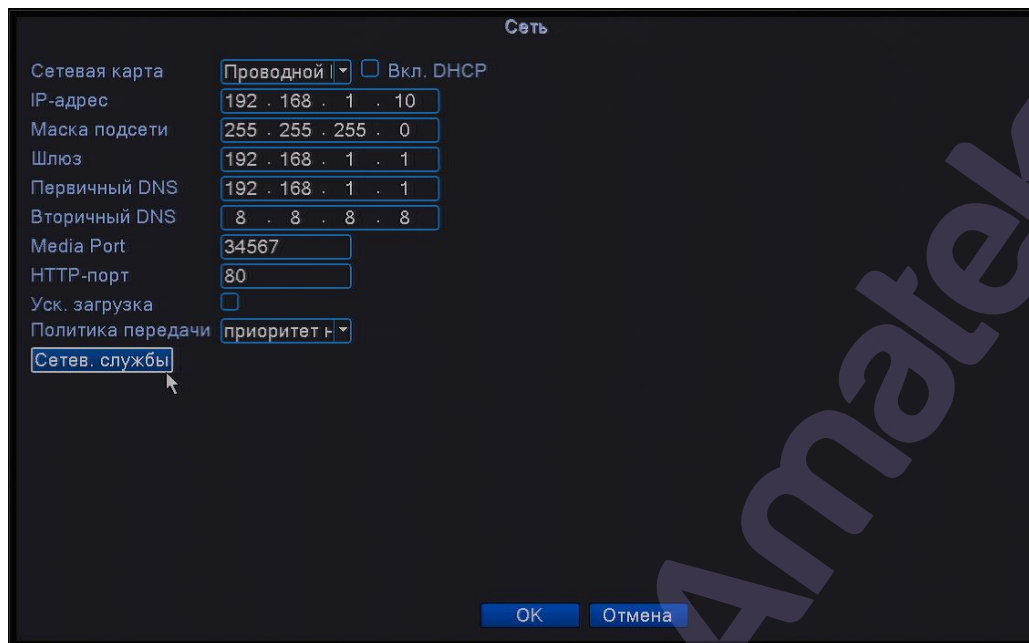 Сеть
Сетевая карта Проводной Вкл. DHCP
IP-адрес 192 . 168 . 1 . 10
Маска подсети 255 . 255 . 255 . 0
Шлюз 192 . 168 . 1 . 1
Первичный DNS 192 . 168 . 1 . 1
Вторичный DNS 8 . 8 . 8 . 8
Media Port 34567
HTTP-порт 80
Уск. загрузка
Политика передачи приоритет
Сетев. службы
OK Отмена
Amatek